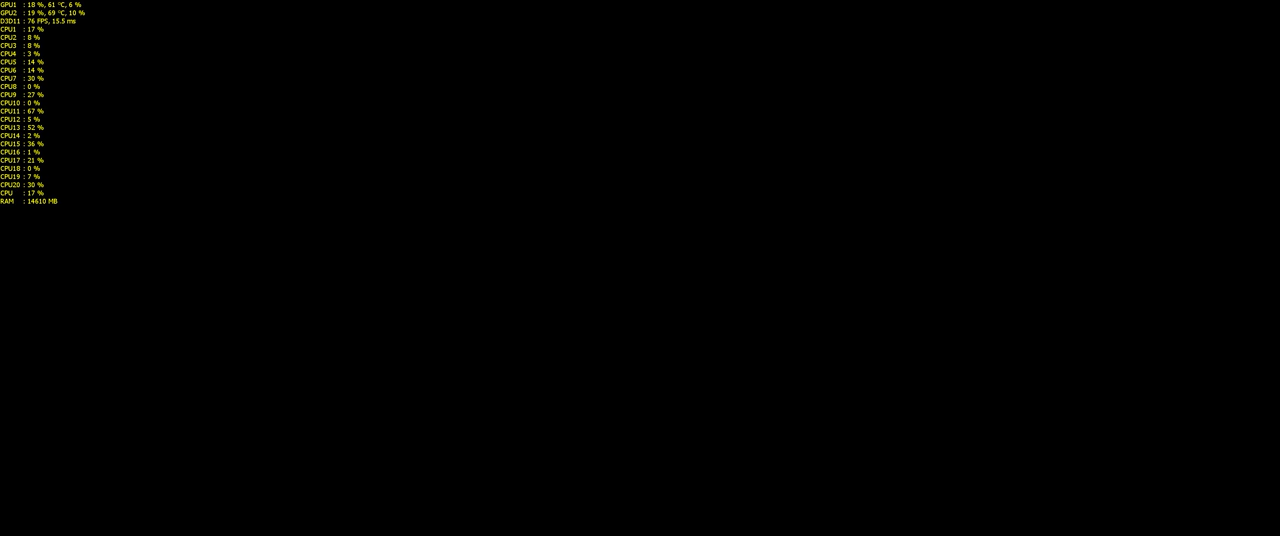 GPU1 : 18 %, 61 °C, 6 %
GPU2 : 19 %, 69 °C, 10 %
D3D11 : 76 FPS, 15.5 ms
CPU1 : 17 %
CPU2 : 8 %
CPU3 : 8 %
CPU4 : 3 %
CPU5 : 14 %
CPU6 : 14 %
CPU7 : 30 %
CPU8 : 0 %
CPU9 : 27 %
CPU10 : 0 %
CPU11 : 67 %
CPU12 : 5 %
CPU13 : 52 %
CPU14 : 2 %
CPU15 : 36 %
CPU16 : 1 %
CPU17 : 21 %
CPU18 : 0 %
CPU19 : 7 %
CPU20 : 30 %
CPU : 17 %
RAM : 14610 MB